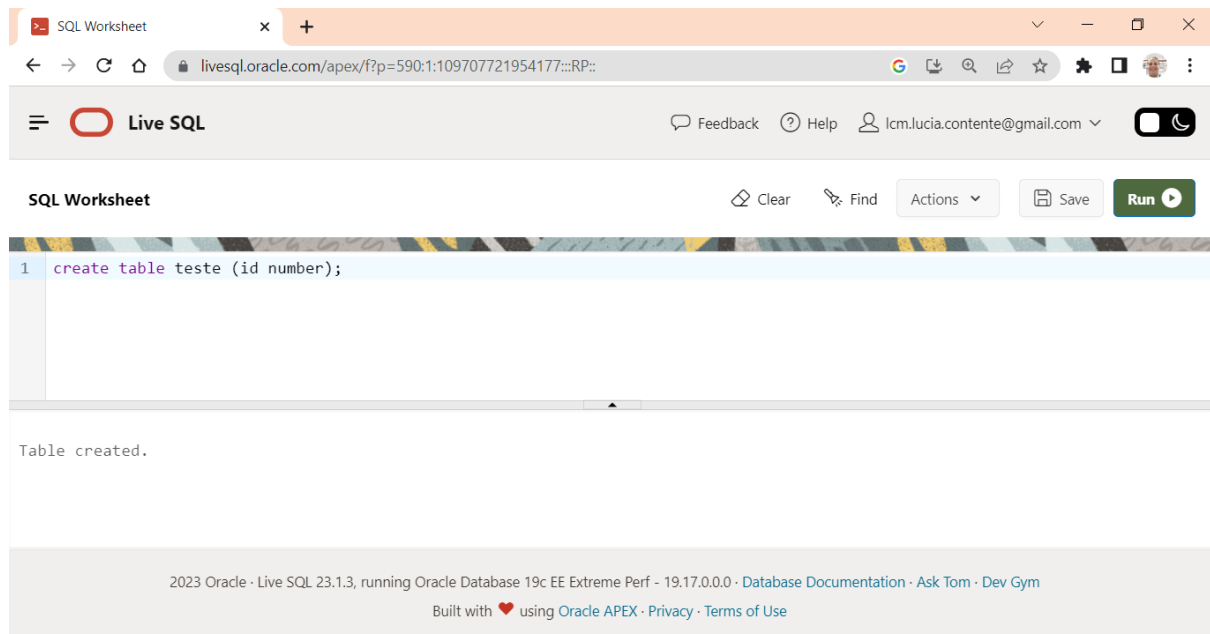 SQL Worksheet
livesql.oracle.com/apex/f?p=590:1:109707721954177:::RP::
Live SQL Feedback Help lcm.lucia.contente@gmail.com
SQL Worksheet Clear Find Actions Save Run
1 create table teste (id number);
Table created.
2023 Oracle · Live SQL 23.1.3, running Oracle Database 19c EE Extreme Perf - 19.17.0.0.0 · Database Documentation · Ask Tom · Dev Gym
Built with ❤ using Oracle APEX · Privacy · Terms of Use